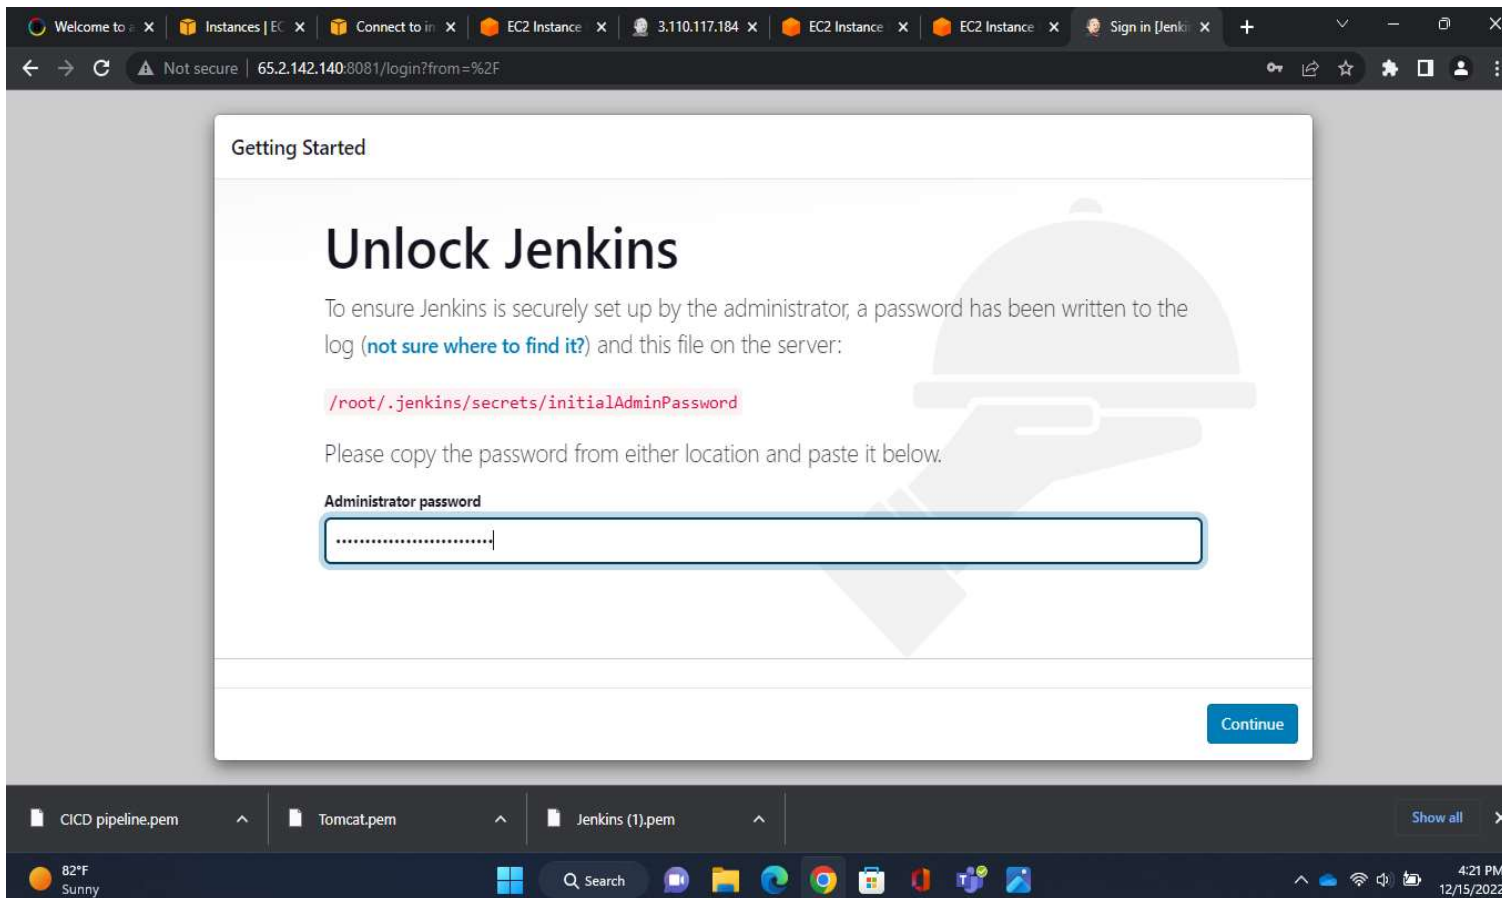 Welcome to a
Instances | EC
Connect to in
EC2 Instance
3.110.117.184
EC2 Instance
EC2 Instance
Sign in [Jenki
Not secure | 65.2.142.140:8081/login?from=%2F
Getting Started
Unlock Jenkins
To ensure Jenkins is securely set up by the administrator, a password has been written to the
log (not sure where to find it?) and this file on the server:
/root/.jenkins/secrets/initialAdminPassword
Please copy the password from either location and paste it below.
Administrator password
Continue
CICD pipeline.pem
Tomcat.pem
Jenkins (1).pem
Show all
82°F
Sunny
Search
4:21 PM
12/15/2022